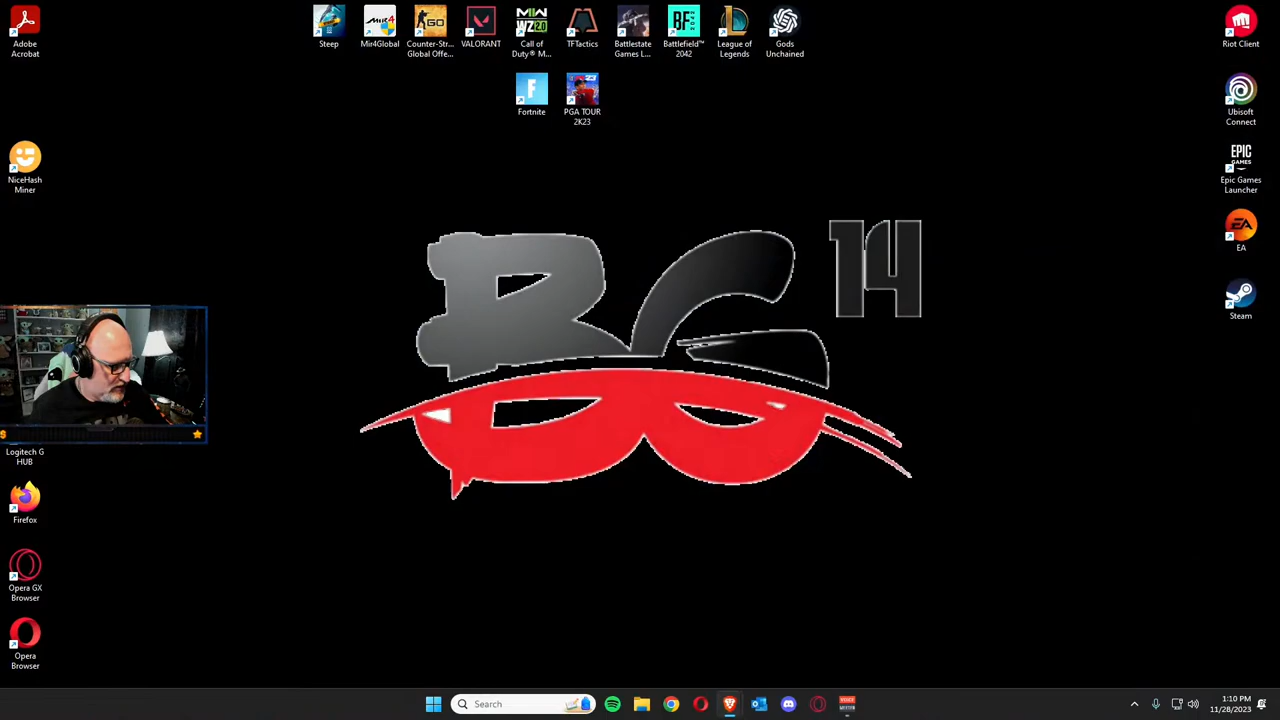 Adobe
Acrobat
Steep
Mir4Global
Counter-Str...
Global Offe...
VALORANT
Call of
Duty® M...
TFTactics
Battlestate
Games L...
Battlefield™
2042
League of
Legends
Gods
Unchained
Riot Client
Fortnite
PGA TOUR
2K23
Ubisoft
Connect
NiceHash
Miner
Epic Games
Launcher
EA
Steam
BG
14
Logitech G
HUB
Firefox
Opera GX
Browser
Opera
Browser
Search
1:10 PM
11/28/2023